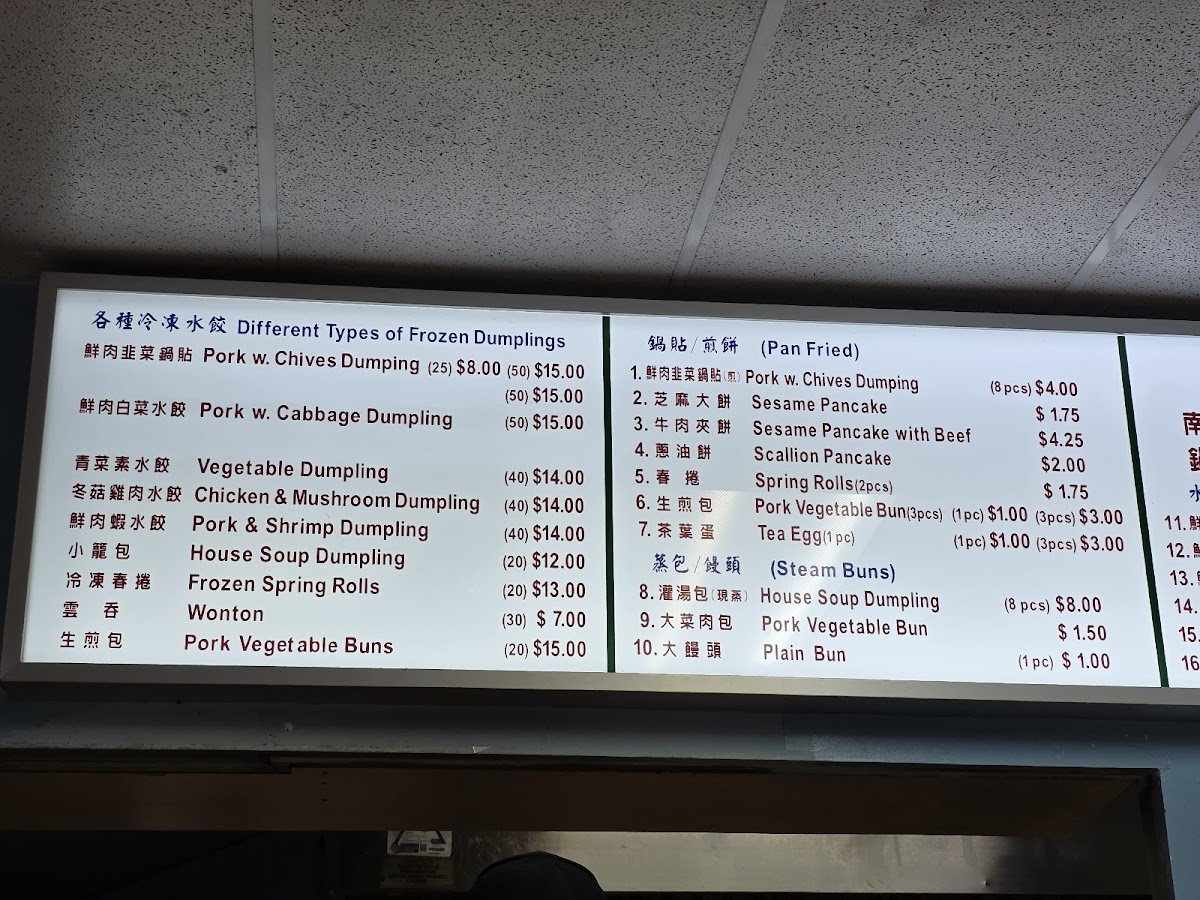 各種冷凍水餃 Different Types of Frozen Dumplings
鮮肉韭菜鍋貼 Pork w. Chives Dumping (25) $8.00 (50) $15.00
(50) $15.00
鮮肉白菜水餃 Pork w. Cabbage Dumpling (50) $15.00
青菜素水餃 Vegetable Dumpling (40) $14.00
冬菇雞肉水餃 Chicken & Mushroom Dumpling (40) $14.00
鮮肉蝦水餃 Pork & Shrimp Dumpling (40) $14.00
小籠包 House Soup Dumpling (20) $12.00
冷凍春捲 Frozen Spring Rolls (20) $13.00
雲吞 Wonton (30) $ 7.00
生煎包 Pork Vegetable Buns (20) $15.00
鍋貼/煎餅 (Pan Fried)
1. 鮮肉韭菜鍋貼(煎) Pork w. Chives Dumping (8 pcs) $4.00
2. 芝麻大餅 Sesame Pancake $ 1.75
3. 牛肉夾餅 Sesame Pancake with Beef $4.25
4. 蔥油餅 Scallion Pancake $2.00
5. 春捲 Spring Rolls(2pcs) $ 1.75
6. 生煎包 Pork Vegetable Bun(3pcs) (1pc) $1.00 (3pcs) $3.00
7. 茶葉蛋 Tea Egg(1 pc) (1pc) $1.00 (3pcs) $3.00
蒸包/饅頭 (Steam Buns)
8. 灌湯包(現蒸) House Soup Dumpling (8 pcs) $8.00
9. 大菜肉包 Pork Vegetable Bun $ 1.50
10. 大饅頭 Plain Bun (1 pc) $ 1.00
南
鍋
水
11. 鮮
12.
13.
14.
15.
16